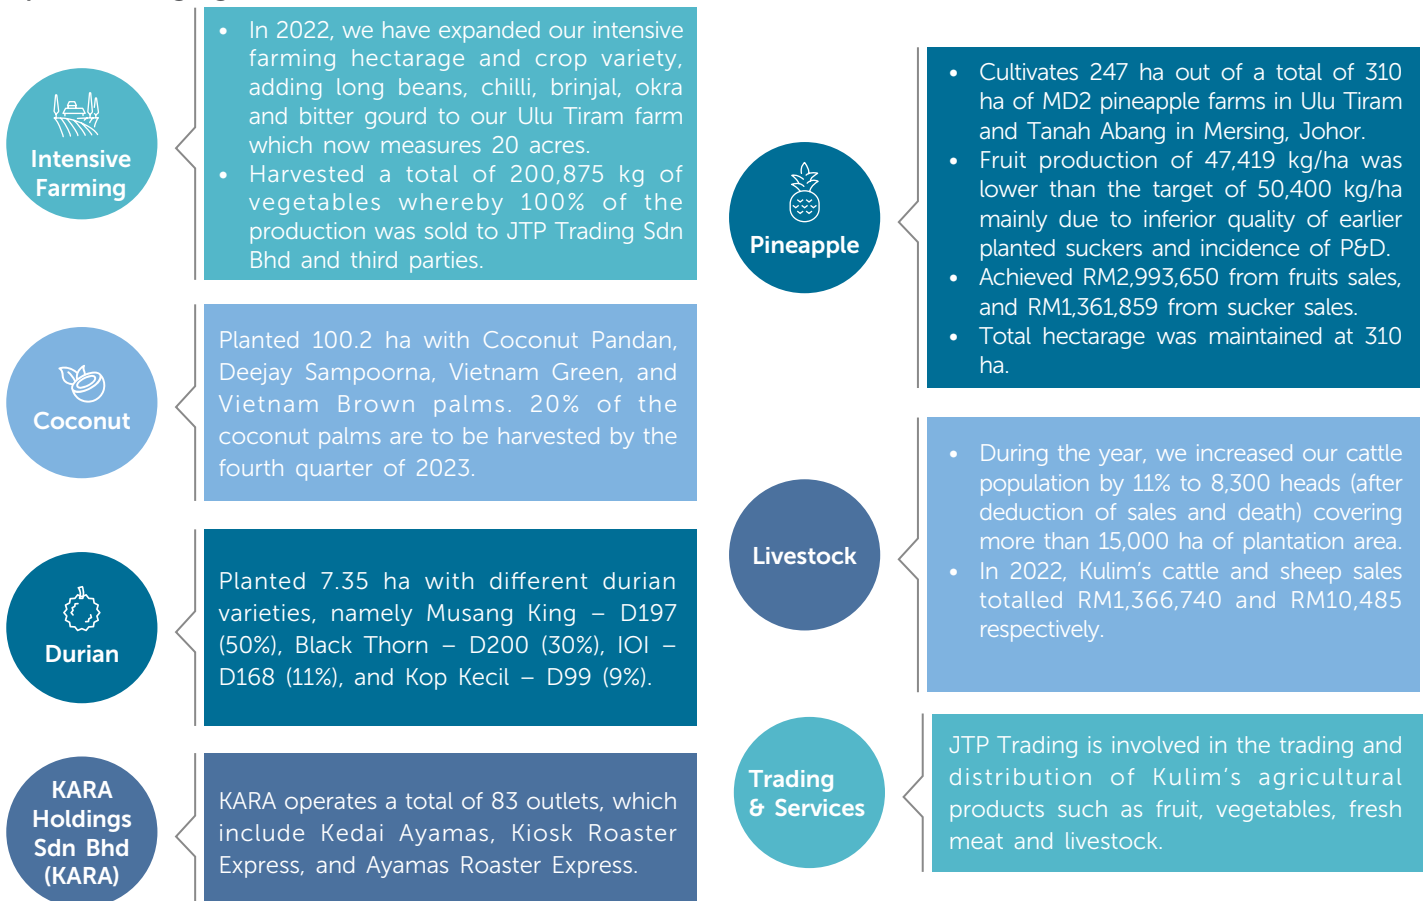 Intensive
Farming
• In 2022, we have expanded our intensive
farming hectarage and crop variety,
adding long beans, chilli, brinjal, okra
and bitter gourd to our Ulu Tiram farm
which now measures 20 acres.
• Harvested a total of 200,875 kg of
vegetables whereby 100% of the
production was sold to JTP Trading Sdn
Bhd and third parties.
Coconut
Planted 100.2 ha with Coconut Pandan,
Deejay Sampoorna, Vietnam Green, and
Vietnam Brown palms. 20% of the
coconut palms are to be harvested by the
fourth quarter of 2023.
Durian
Planted 7.35 ha with different durian
varieties, namely Musang King – D197
(50%), Black Thorn – D200 (30%), IOI –
D168 (11%), and Kop Kecil – D99 (9%).
KARA
Holdings
Sdn Bhd
(KARA)
KARA operates a total of 83 outlets, which
include Kedai Ayamas, Kiosk Roaster
Express, and Ayamas Roaster Express.
Pineapple
• Cultivates 247 ha out of a total of 310
ha of MD2 pineapple farms in Ulu Tiram
and Tanah Abang in Mersing, Johor.
• Fruit production of 47,419 kg/ha was
lower than the target of 50,400 kg/ha
mainly due to inferior quality of earlier
planted suckers and incidence of P&D.
• Achieved RM2,993,650 from fruits sales,
and RM1,361,859 from sucker sales.
• Total hectarage was maintained at 310
ha.
Livestock
• During the year, we increased our cattle
population by 11% to 8,300 heads (after
deduction of sales and death) covering
more than 15,000 ha of plantation area.
• In 2022, Kulim's cattle and sheep sales
totalled RM1,366,740 and RM10,485
respectively.
Trading
& Services
JTP Trading is involved in the trading and
distribution of Kulim's agricultural
products such as fruit, vegetables, fresh
meat and livestock.